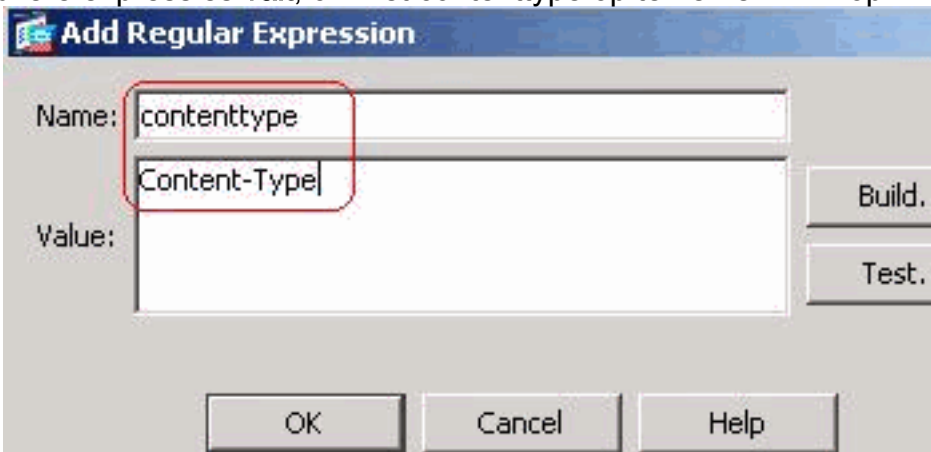 Add Regular Expression
Name: contenttype
Content-Type
Value:
Build.
Test.
OK Cancel Help